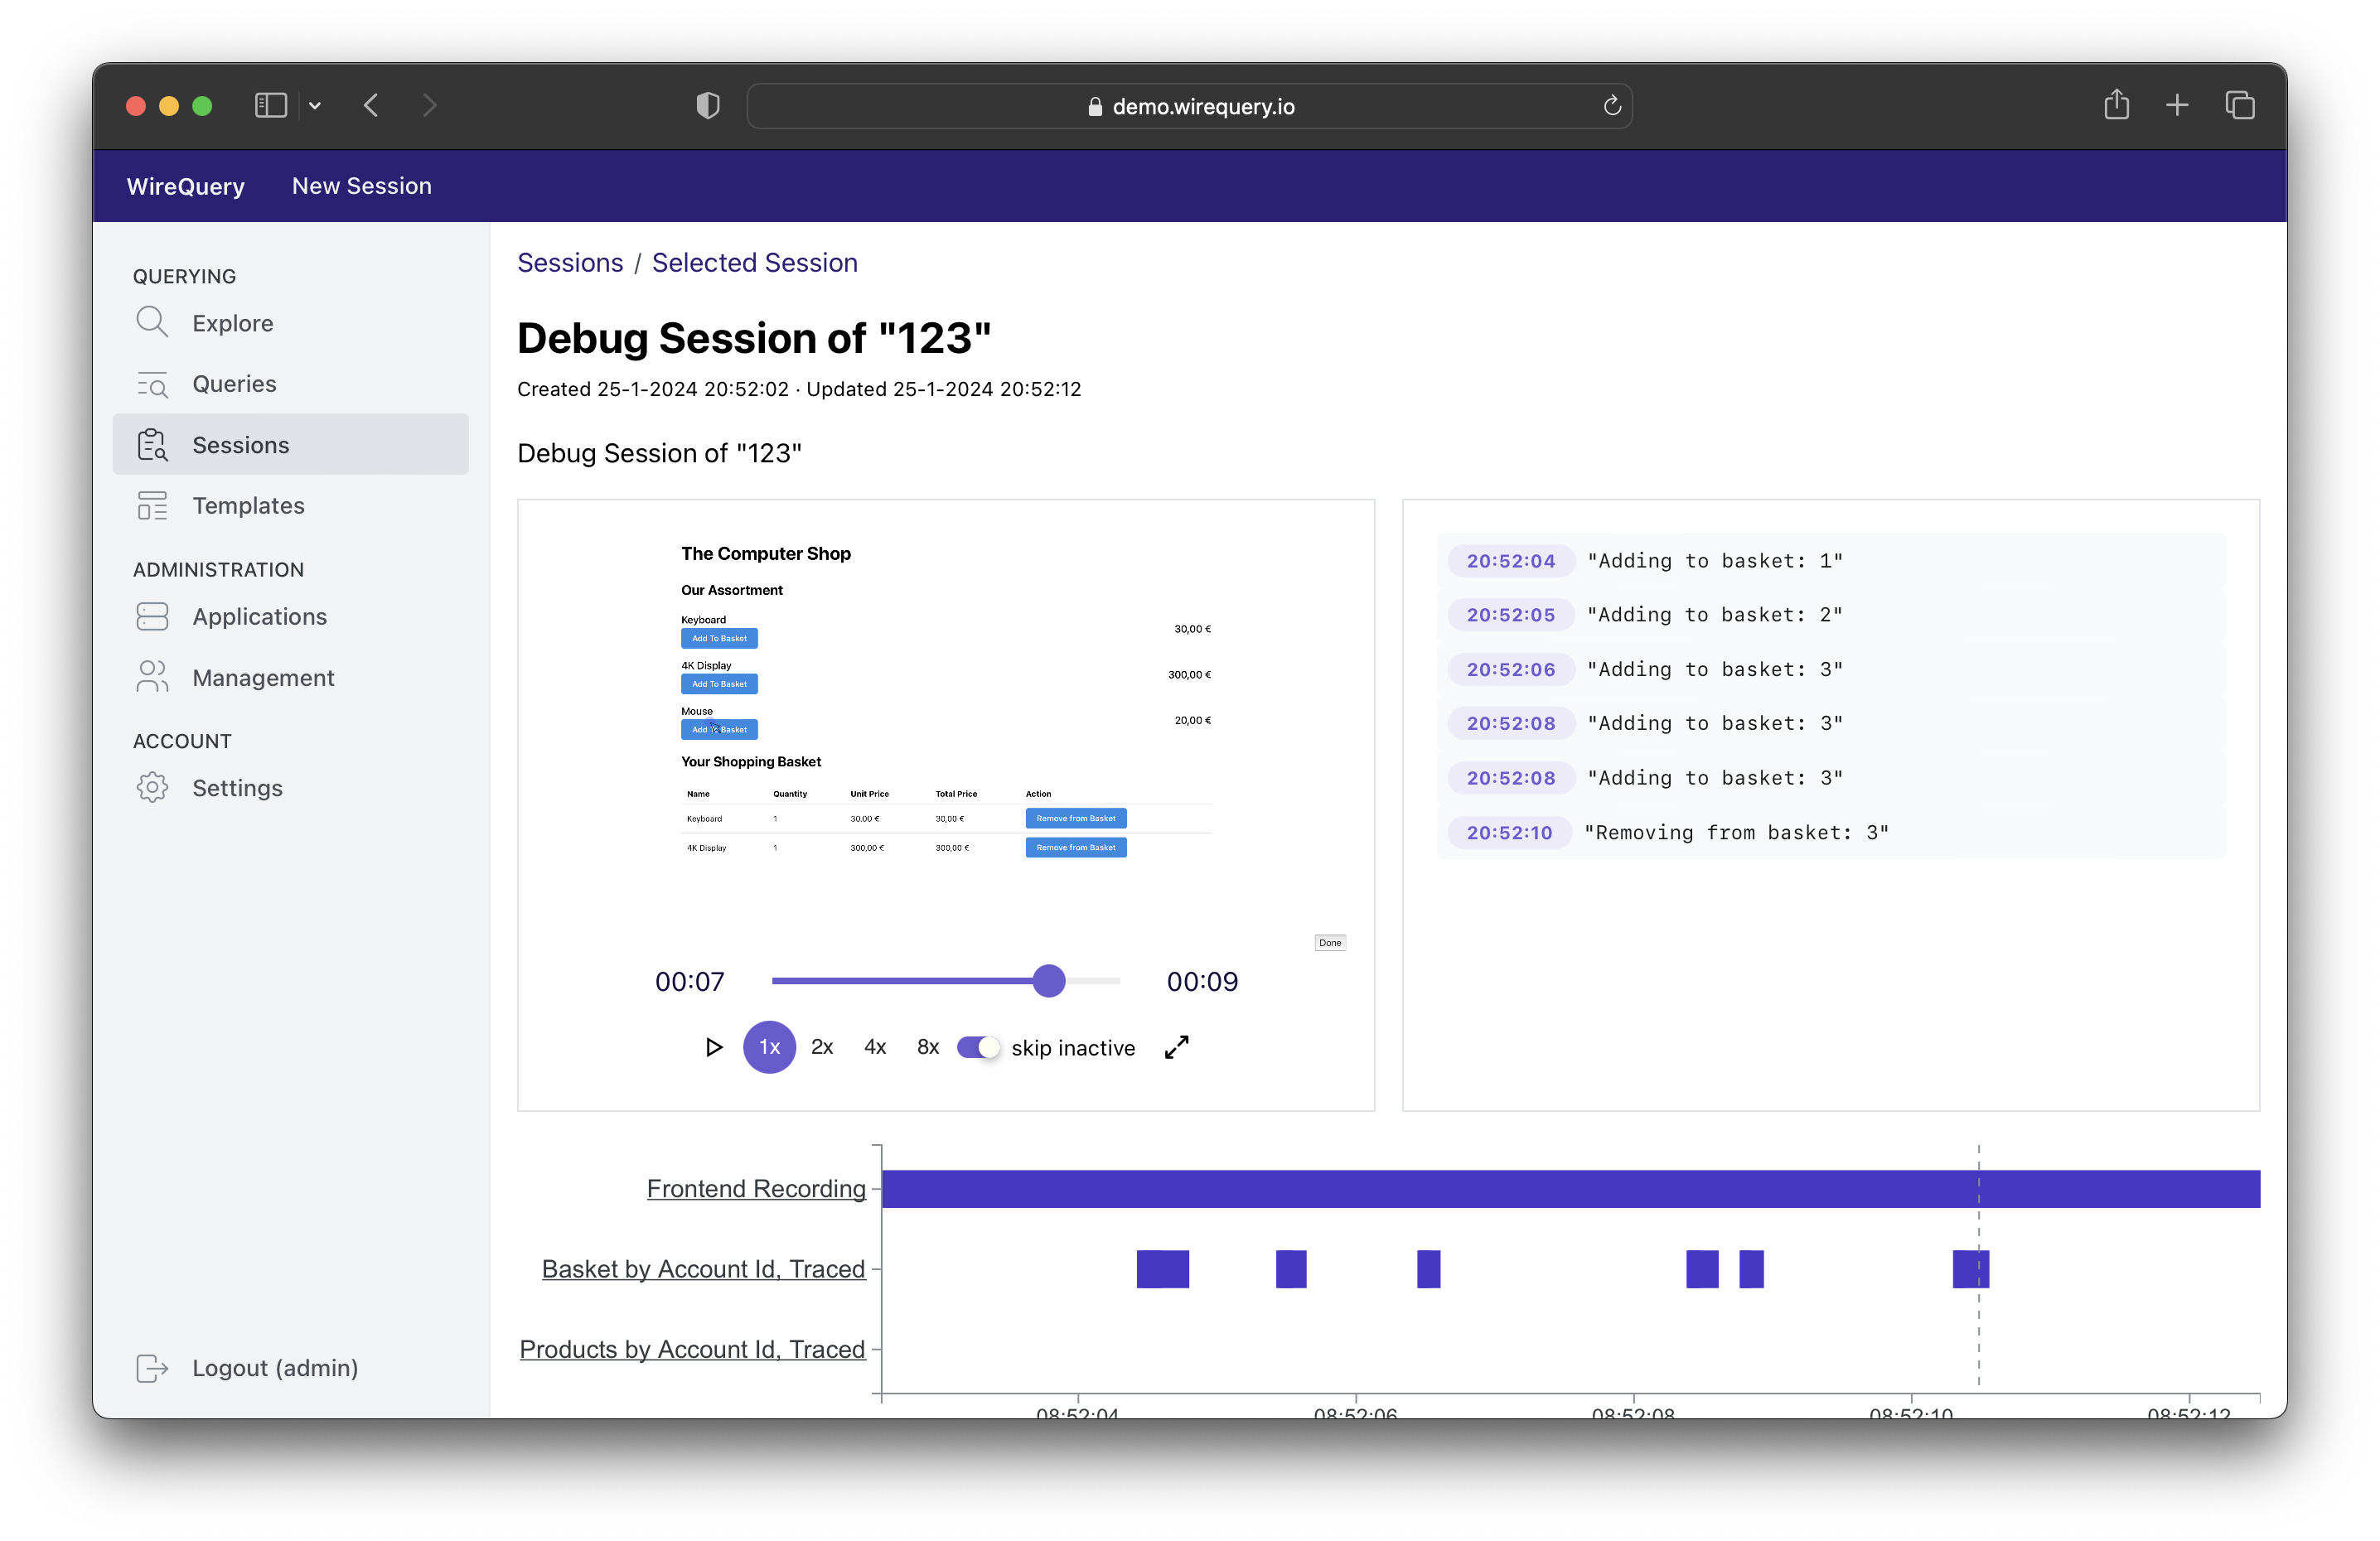 demo.wirequery.io
WireQuery New Session
QUERYING
Explore
Queries
Sessions
Templates
ADMINISTRATION
Applications
Management
ACCOUNT
Settings
Logout (admin)
Sessions / Selected Session
Debug Session of "123"
Created 25-1-2024 20:52:02 · Updated 25-1-2024 20:52:12
Debug Session of "123"
The Computer Shop
Our Assortment
Keyboard
Add To Basket
30,00 €
4K Display
Add To Basket
300,00 €
Mouse
Add To Basket
20,00 €
Your Shopping Basket
Name Quantity Unit Price Total Price Action
Keyboard 1 30,00 € 30,00 € Remove from Basket
4K Display 1 300,00 € 300,00 € Remove from Basket
Done
00:07 00:09
1x 2x 4x 8x skip inactive
20:52:04 "Adding to basket: 1"
20:52:05 "Adding to basket: 2"
20:52:06 "Adding to basket: 3"
20:52:08 "Adding to basket: 3"
20:52:08 "Adding to basket: 3"
20:52:10 "Removing from basket: 3"
Frontend Recording
Basket by Account Id, Traced
Products by Account Id, Traced
08:52:04 08:52:06 08:52:08 08:52:10 08:52:12